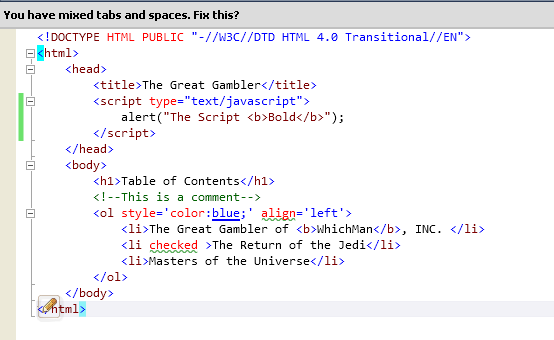 You have mixed tabs and spaces. Fix this?
<!DOCTYPE HTML PUBLIC "-//W3C//DTD HTML 4.0 Transitional//EN">
<html>
    <head>
        <title>The Great Gambler</title>
        <script type="text/javascript">
            alert("The Script <b>Bold</b>");
        </script>
    </head>
    <body>
        <h1>Table of Contents</h1>
        <!--This is a comment-->
        <ol style='color:blue;' align='left'>
            <li>The Great Gambler of <b>WhichMan</b>, INC. </li>
            <li checked >The Return of the Jedi</li>
            <li>Masters of the Universe</li>
        </ol>
    </body>
</html>